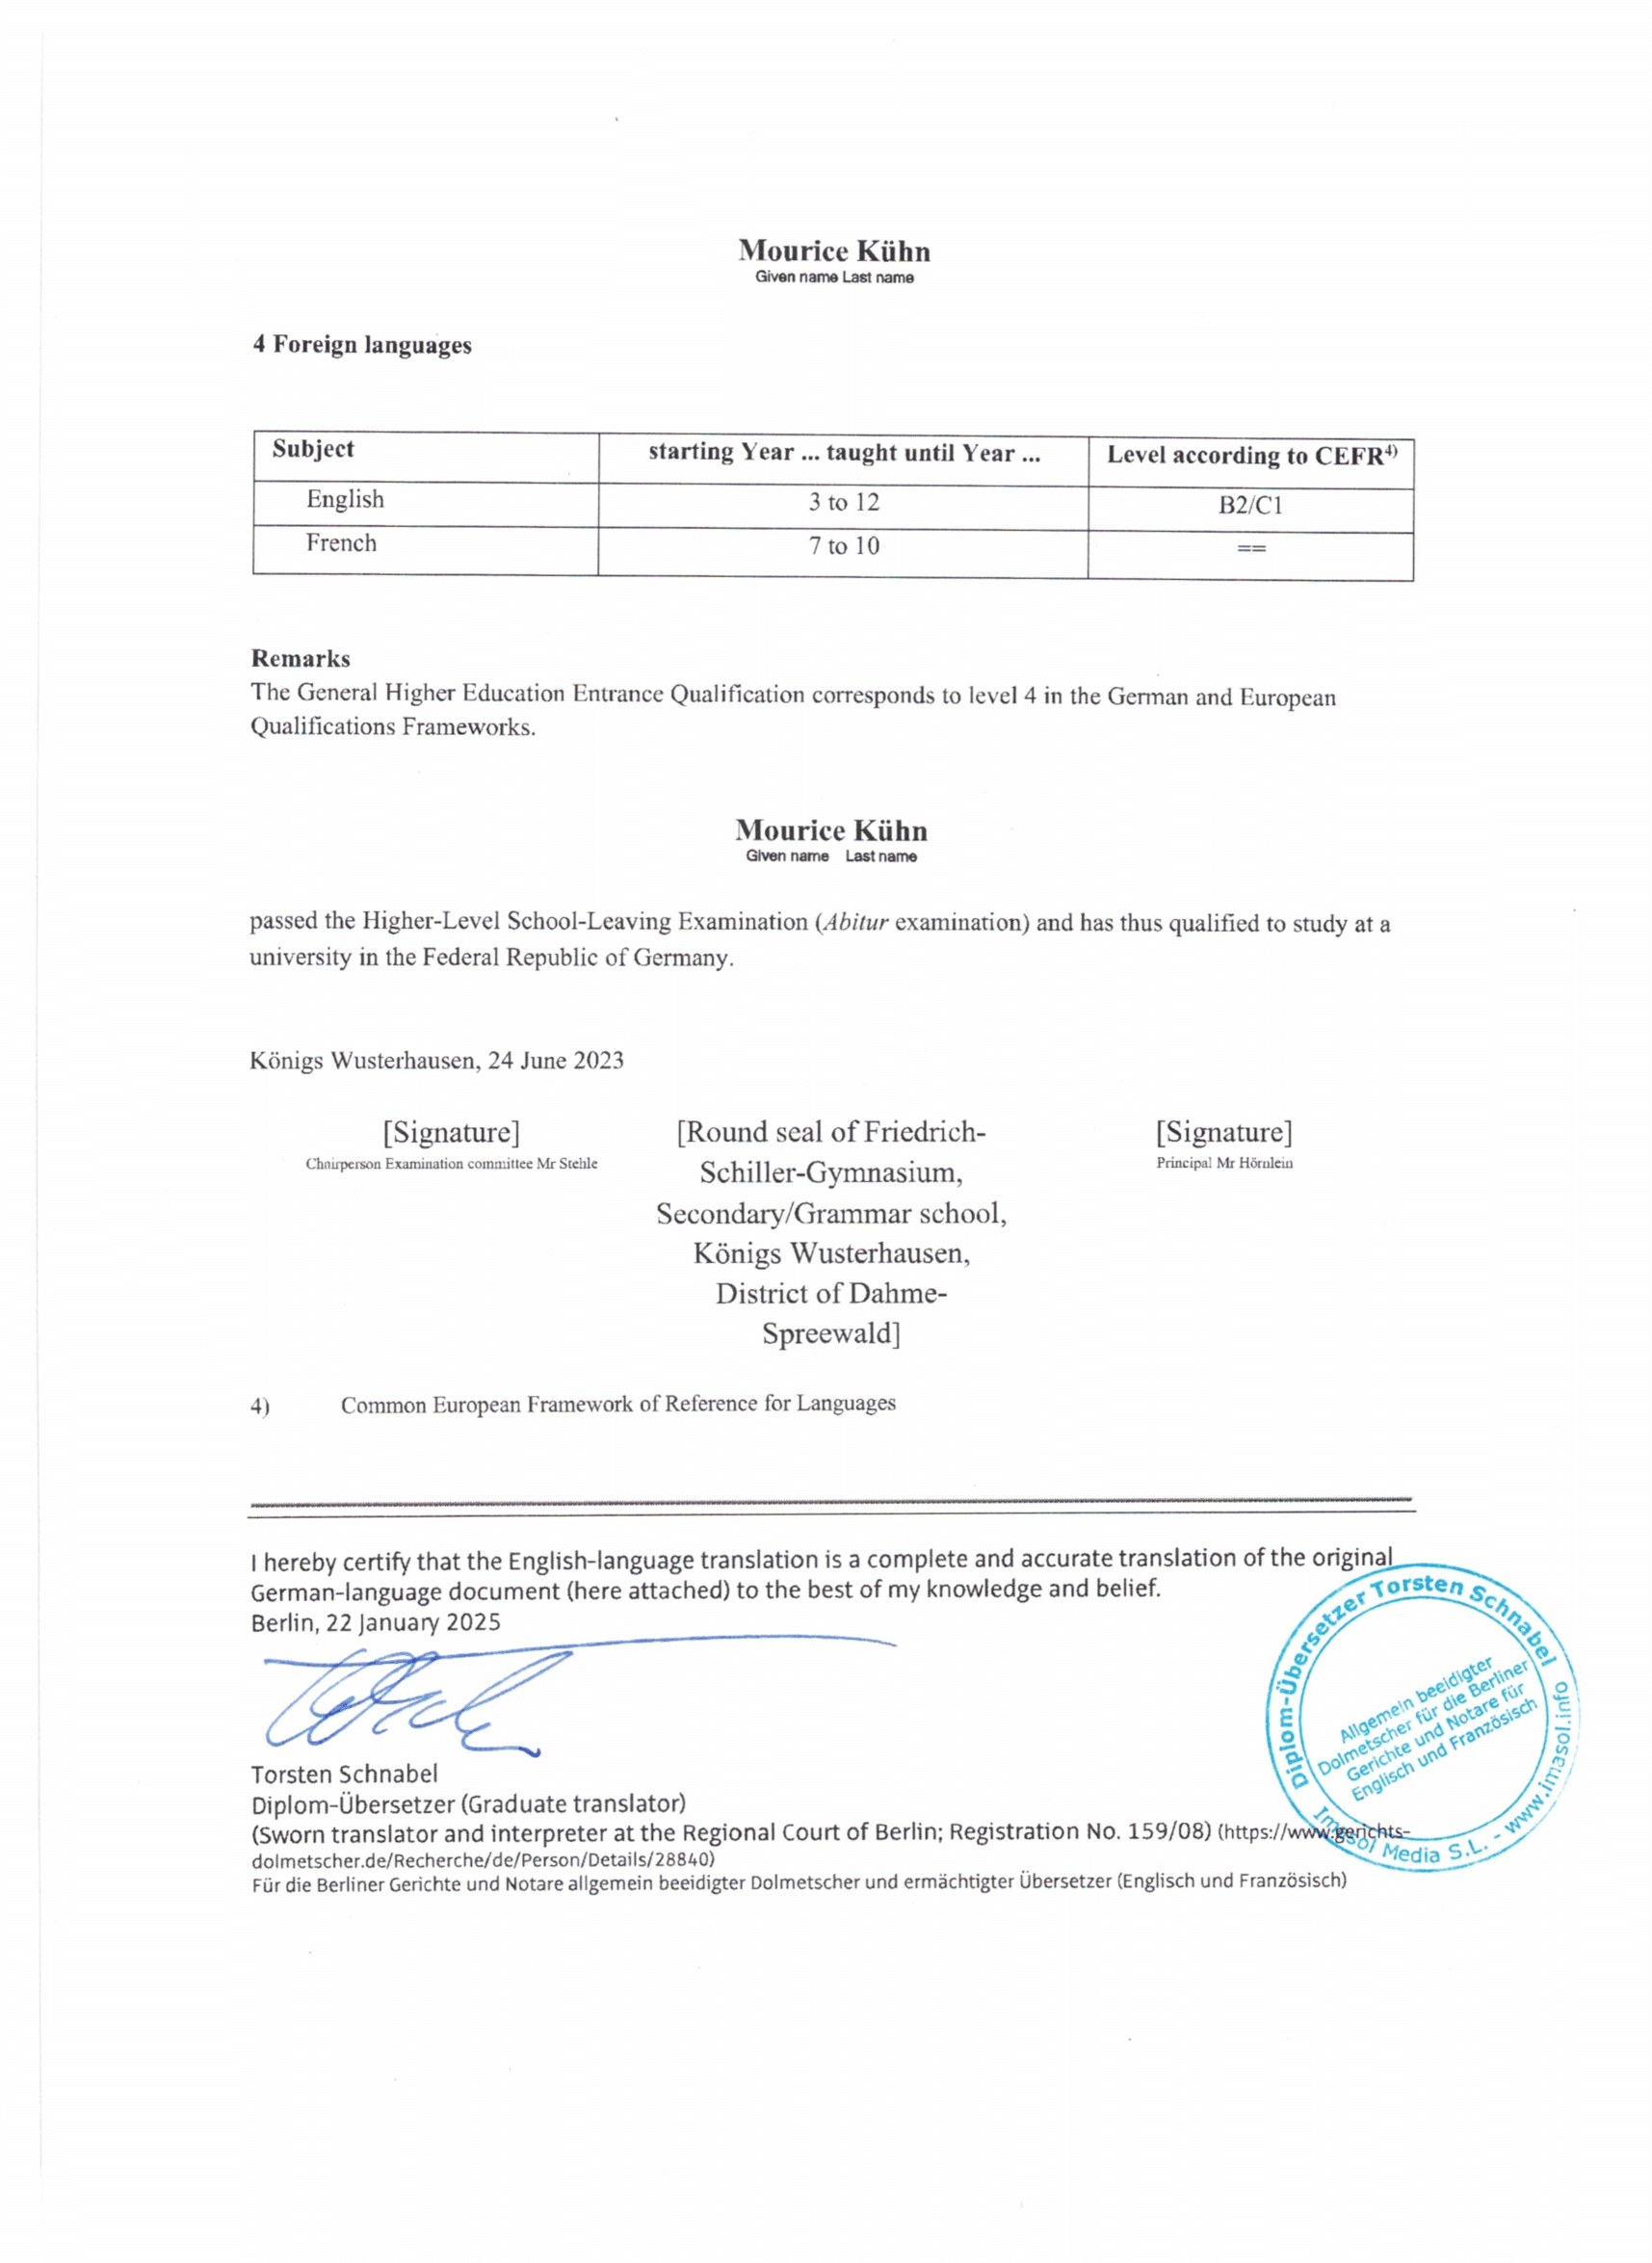 Mourice Kühn
Given name Last name
4 Foreign languages
Subject starting Year ... taught until Year ... Level according to CEFR4)
English 3 to 12 B2/C1
French 7 to 10 ==
Remarks
The General Higher Education Entrance Qualification corresponds to level 4 in the German and European
Qualifications Frameworks.
Mourice Kühn
Given name Last name
passed the Higher-Level School-Leaving Examination (Abitur examination) and has thus qualified to study at a
university in the Federal Republic of Germany.
Königs Wusterhausen, 24 June 2023
[Signature]
Chairperson Examination committee Mr Stehle
[Round seal of Friedrich-
Schiller-Gymnasium,
Secondary/Grammar school,
Königs Wusterhausen,
District of Dahme-
Spreewald]
[Signature]
Principal Mr Hörnlein
4) Common European Framework of Reference for Languages
I hereby certify that the English-language translation is a complete and accurate translation of the original
German-language document (here attached) to the best of my knowledge and belief.
Berlin, 22 January 2025
Torsten Schnabel
Diplom-Übersetzer (Graduate translator)
(Sworn translator and interpreter at the Regional Court of Berlin; Registration No. 159/08) (https://www.gerichts-
dolmetscher.de/Recherche/de/Person/Details/28840)
Für die Berliner Gerichte und Notare allgemein beeidigter Dolmetscher und ermächtigter Übersetzer (Englisch und Französisch)
Diplom-Übersetzer Torsten Schnabel
Allgemein beeidigter
Dolmetscher für die Berliner
Gerichte und Notare für
Englisch und Französisch
Imasol Media S.L. - www.imasol.info